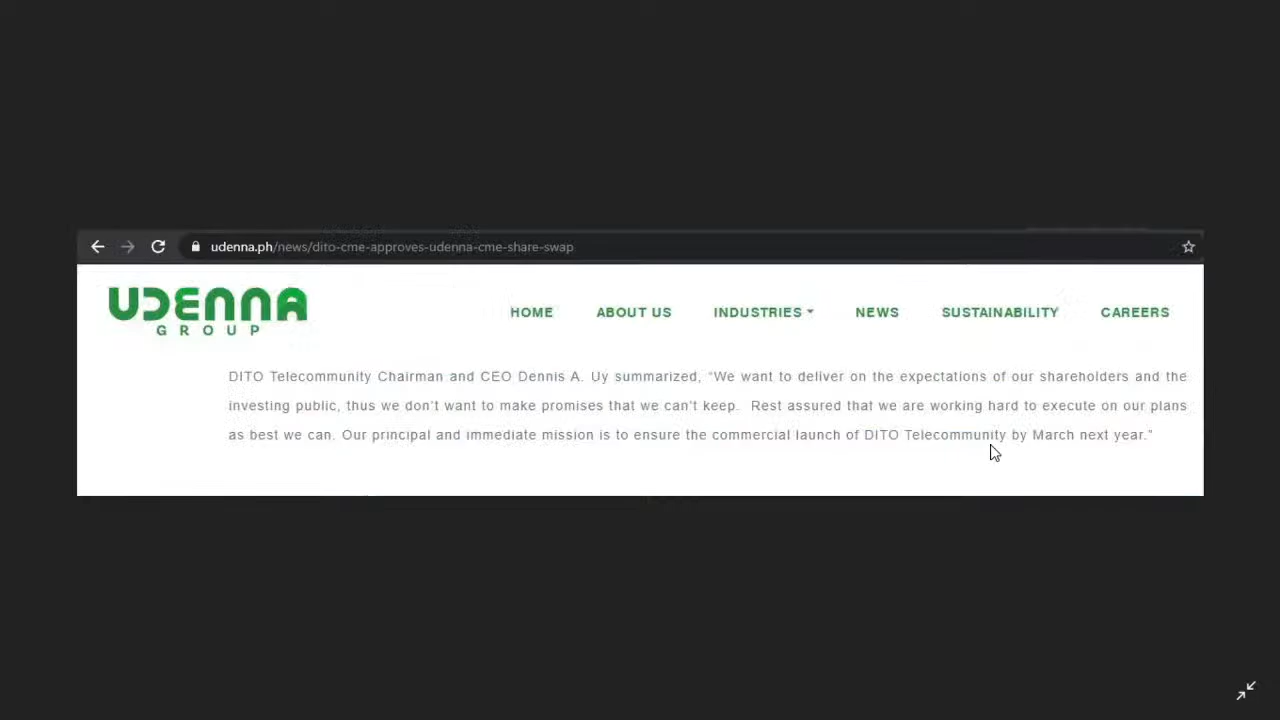 udenna.ph/news/dito-cme-approves-udenna-cme-share-swap
UDENNA
GROUP
HOME ABOUT US INDUSTRIES NEWS SUSTAINABILITY CAREERS
DITO Telecommunity Chairman and CEO Dennis A. Uy summarized, “We want to deliver on the expectations of our shareholders and the
investing public, thus we don’t want to make promises that we can’t keep.  Rest assured that we are working hard to execute on our plans
as best we can. Our principal and immediate mission is to ensure the commercial launch of DITO Telecommunity by March next year.”